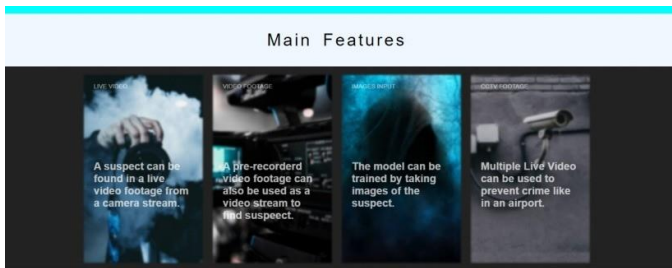 Main Features
LIVE VIDEO
A suspect can be
found in a live
video footage from
a camera stream.
VIDEO FOOTAGE
A pre-recorderd
video footage can
also be used as a
video stream to
find suspeect.
IMAGES INPUT
The model can be
trained by taking
images of the
suspect.
CCTV FOOTAGE
Multiple Live Video
can be used to
prevent crime like
in an airport.